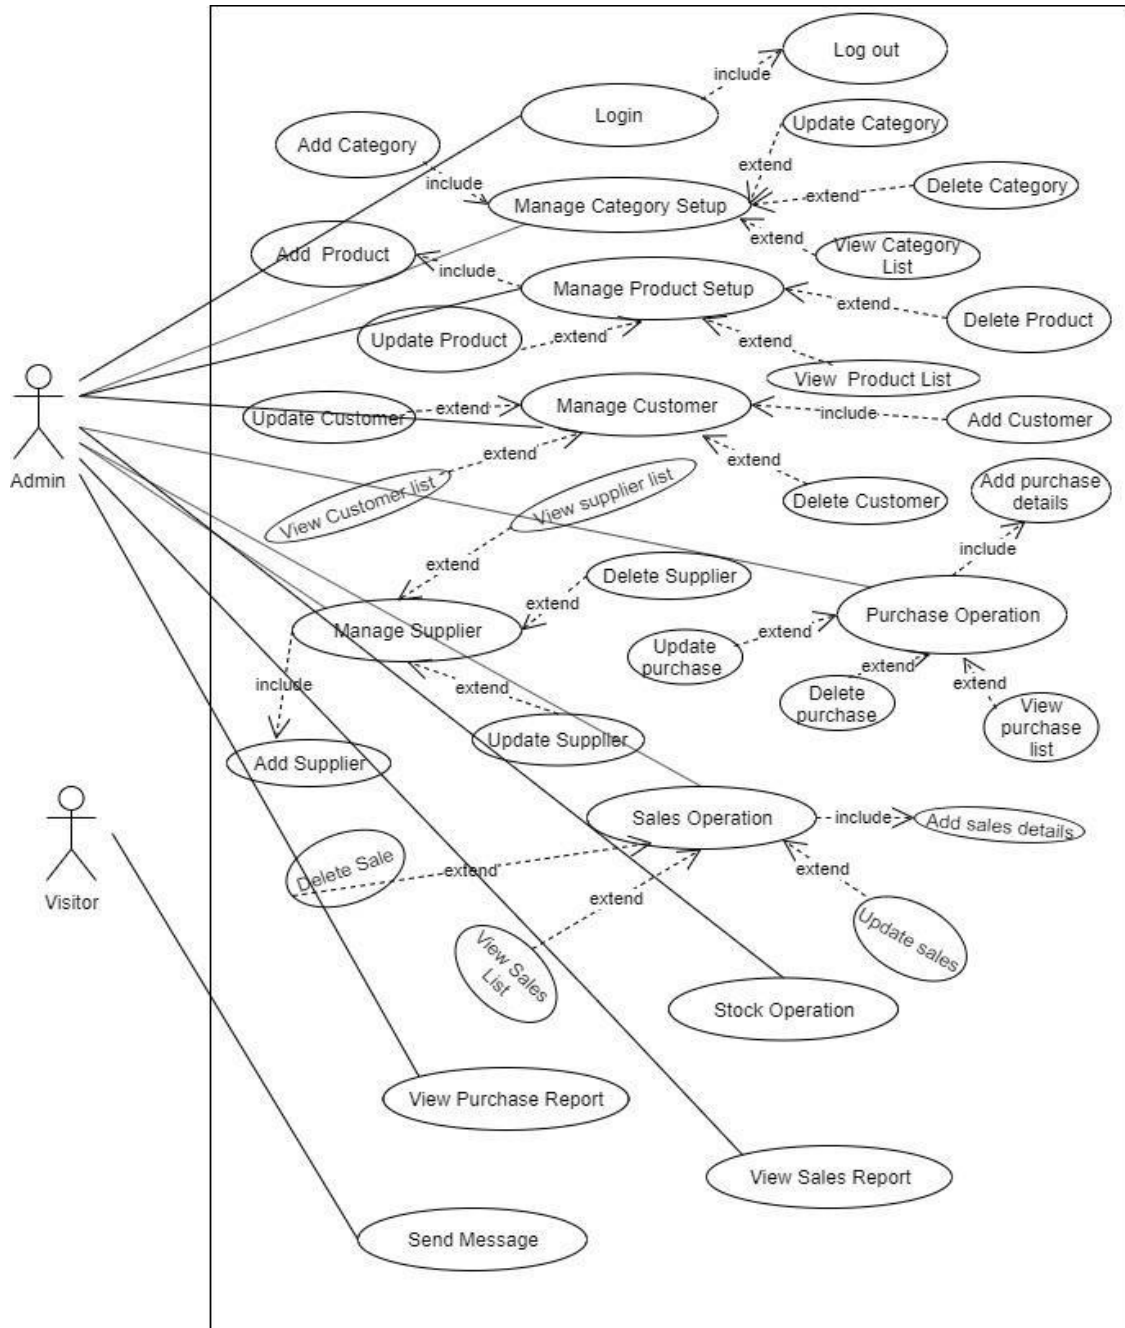 Log out
include
Login
Update Category
Add Category
extend
include
Delete Category
extend
Manage Category Setup
extend
View Category
List
Add  Product
include
Manage Product Setup
extend
Delete Product
Update Product
extend
extend
View  Product List
Update Customer
extend
Manage Customer
include
Add Customer
extend
extend
Delete Customer
View Customer list
View supplier list
Add purchase
details
Admin
include
extend
Delete Supplier
extend
Purchase Operation
Manage Supplier
extend
Update
purchase
extend
Delete
purchase
extend
View
purchase
list
include
extend
Update Supplier
Add Supplier
Sales Operation
include
Add sales details
Delete Sale
extend
extend
extend
Update sales
Visitor
View Sales
List
Stock Operation
View Purchase Report
View Sales Report
Send Message